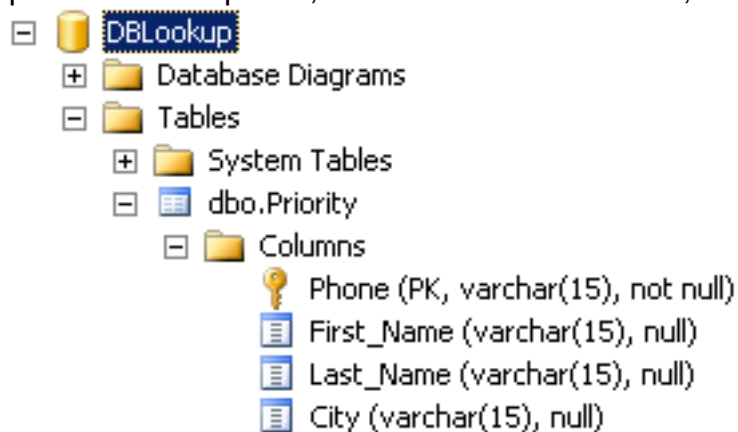 DBLookup
Database Diagrams
Tables
System Tables
dbo.Priority
Columns
Phone (PK, varchar(15), not null)
First_Name (varchar(15), null)
Last_Name (varchar(15), null)
City (varchar(15), null)